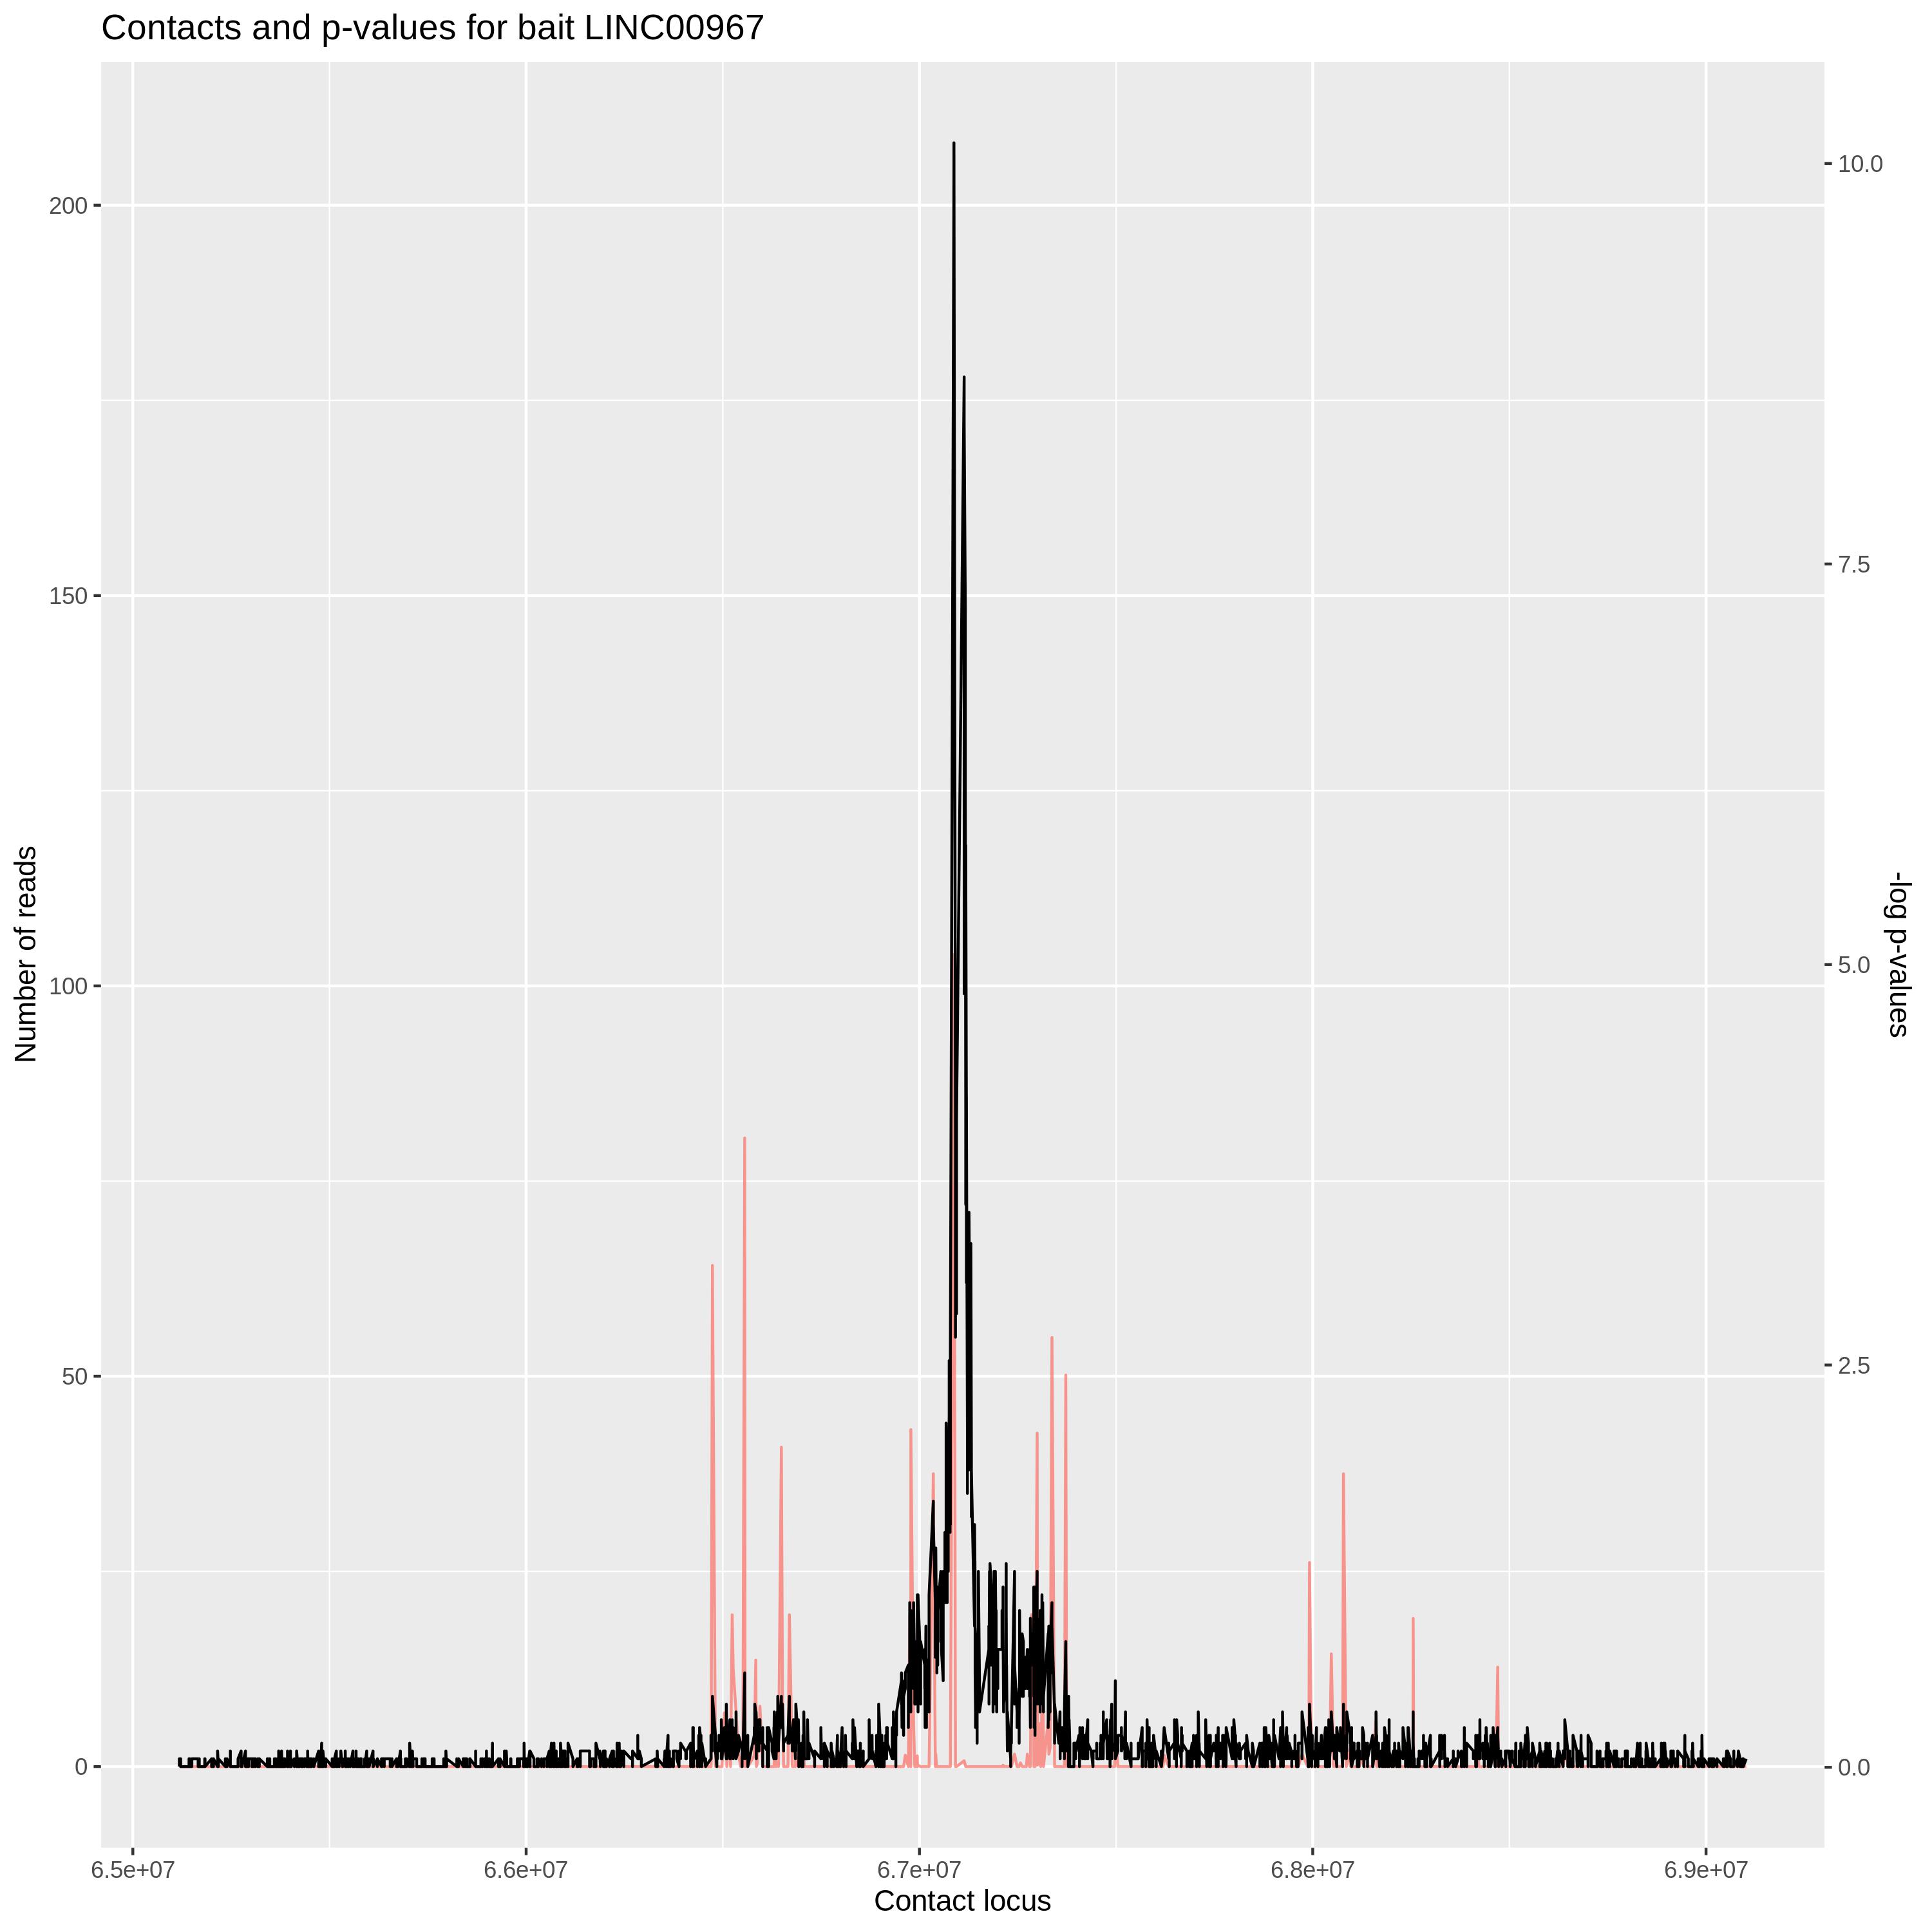 Contacts and p-values for bait LINC00967
200
150
100
50
0
Number of reads
10.0
7.5
5.0
2.5
0.0
-log p-values
6.5e+07
6.6e+07
6.7e+07
6.8e+07
6.9e+07
Contact locus